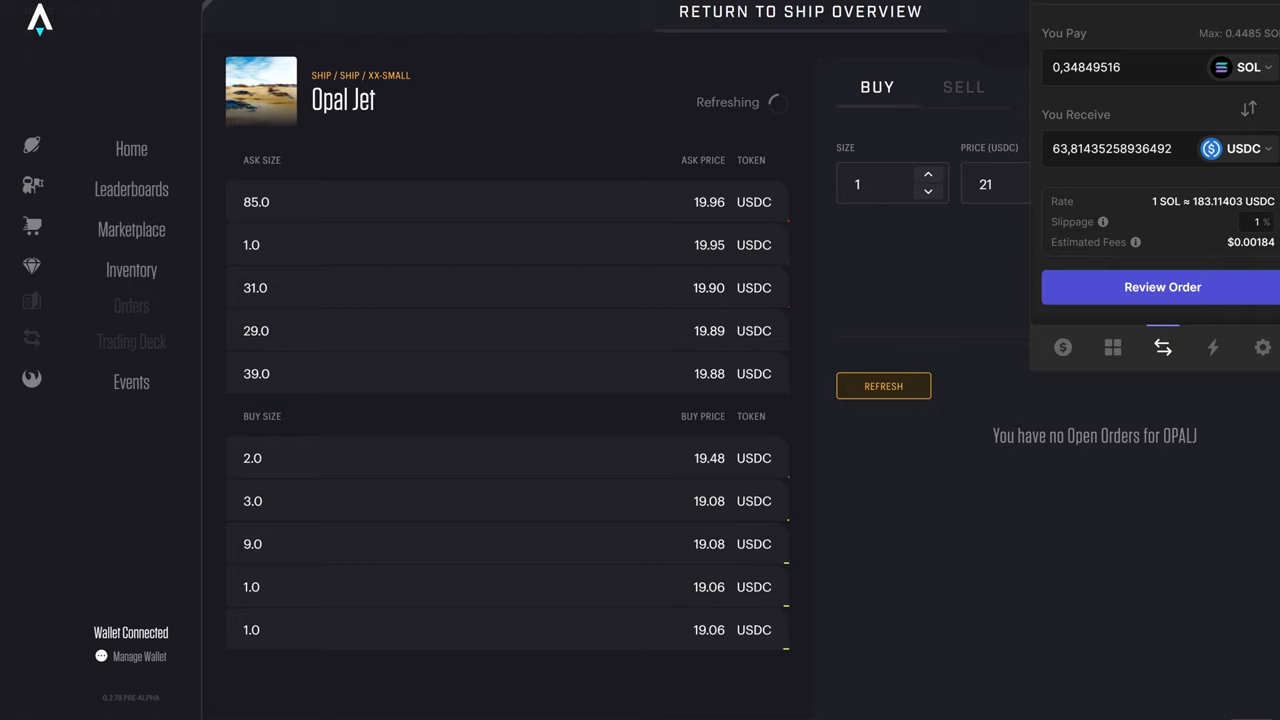 RETURN TO SHIP OVERVIEW
SHIP / SHIP / XX-SMALL
Opal Jet
Refreshing
ASK SIZE ASK PRICE TOKEN
85.0 19.96 USDC
1.0 19.95 USDC
31.0 19.90 USDC
29.0 19.89 USDC
39.0 19.88 USDC
BUY SIZE BUY PRICE TOKEN
2.0 19.48 USDC
3.0 19.08 USDC
9.0 19.08 USDC
1.0 19.06 USDC
1.0 19.06 USDC
Home
Leaderboards
Marketplace
Inventory
Orders
Trading Deck
Events
Wallet Connected
Manage Wallet
0.2.78 PRE-ALPHA
BUY SELL
SIZE PRICE (USDC)
1 21
REFRESH
You have no Open Orders for OPALJ
You Pay Max: 0.4485 SO
0,34849516 SOL
You Receive
63,81435258936492 USDC
Rate 1 SOL ≈ 183.11403 USDC
Slippage 1 %
Estimated Fees $0.00184
Review Order